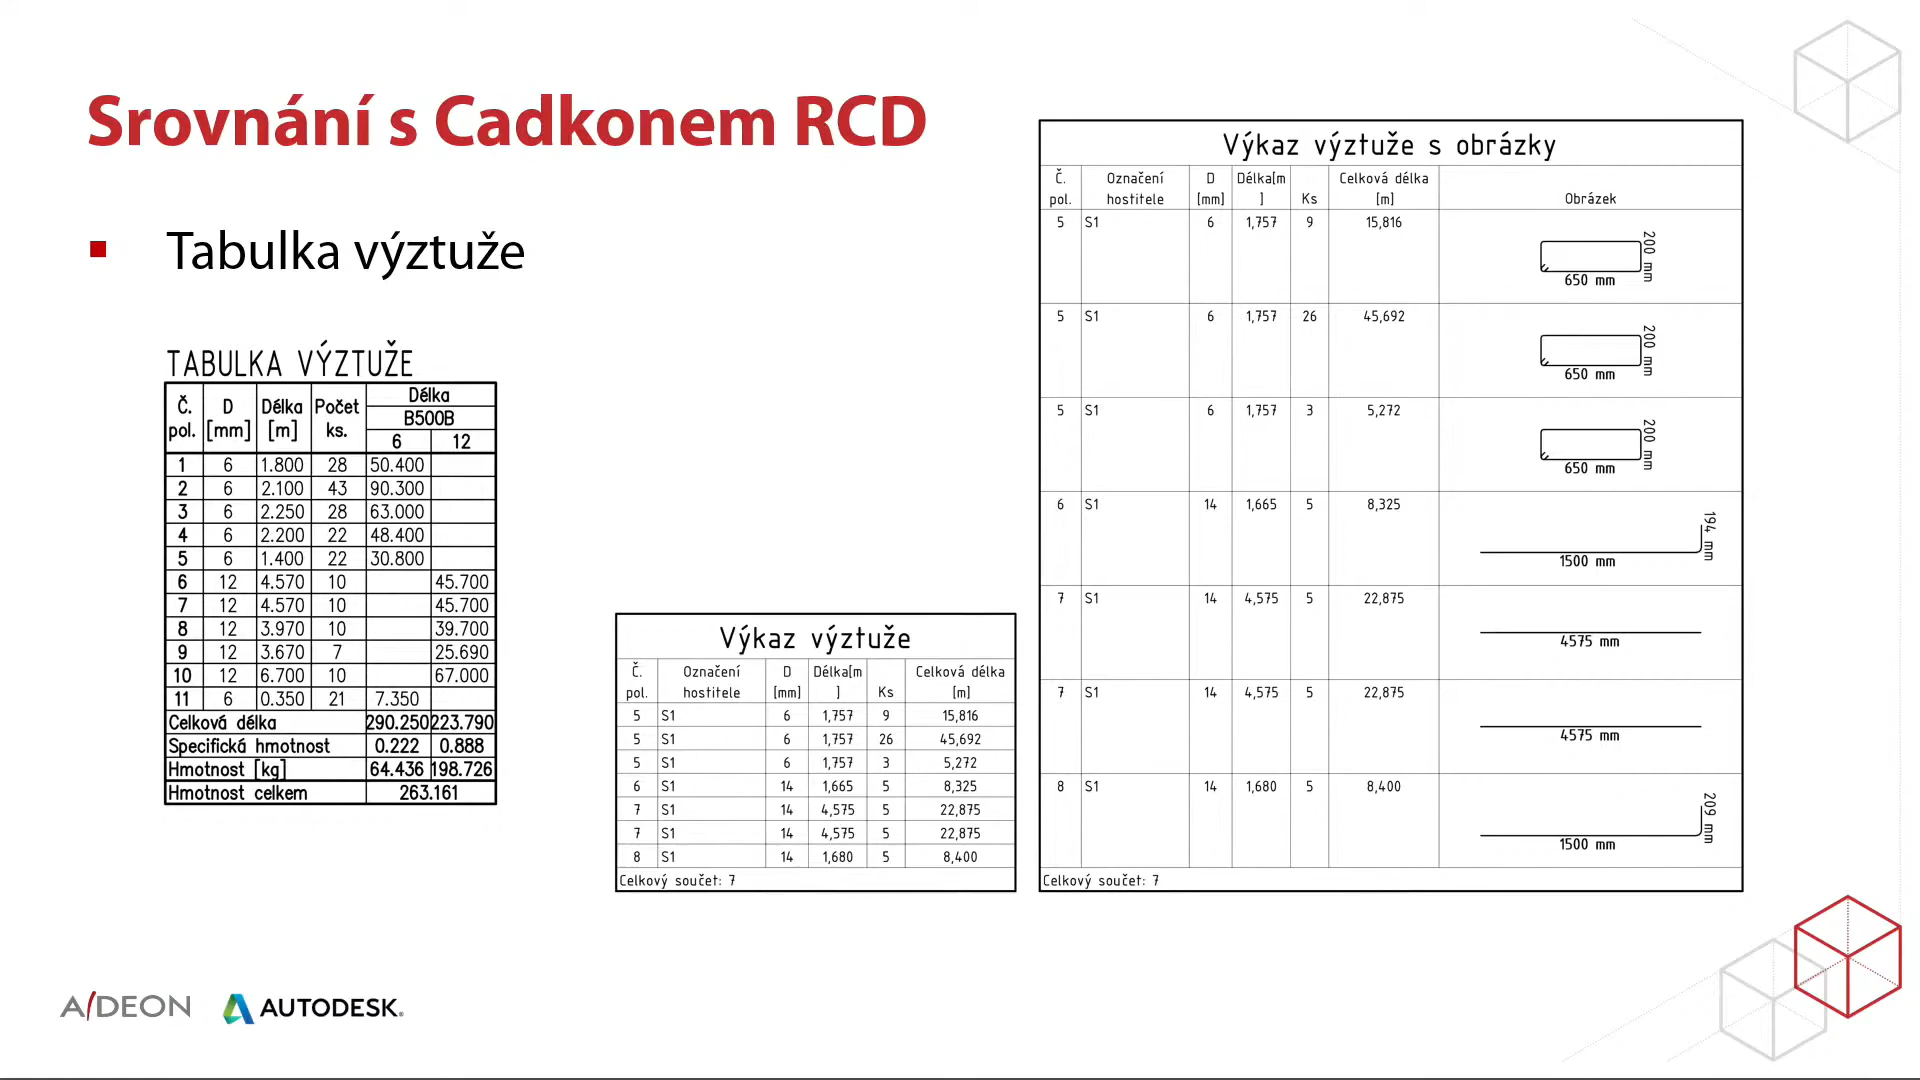 Srovnání s Cadkonem RCD
Tabulka výztuže
TABULKA VÝZTUŽE
Č. pol. D [mm] Délka [m] Počet ks. Délka
B500B
6 12
1 6 1.800 28 50.400
2 6 2.100 43 90.300
3 6 2.250 28 63.000
4 6 2.200 22 48.400
5 6 1.400 22 30.800
6 12 4.570 10 45.700
7 12 4.570 10 45.700
8 12 3.970 10 39.700
9 12 3.670 7 25.690
10 12 6.700 10 67.000
11 6 0.350 21 7.350
Celková délka 290.250 223.790
Specifická hmotnost 0.222 0.888
Hmotnost [kg] 64.436 198.726
Hmotnost celkem 263.161
Výkaz výztuže
Č. Označení D Délka[m Celková délka
pol. hostitele [mm] ] Ks [m]
5 S1 6 1,757 9 15,816
5 S1 6 1,757 26 45,692
5 S1 6 1,757 3 5,272
6 S1 14 1,665 5 8,325
7 S1 14 4,575 5 22,875
7 S1 14 4,575 5 22,875
8 S1 14 1,680 5 8,400
Celkový součet: 7
Výkaz výztuže s obrázky
Č. Označení D Délka[m Celková délka
pol. hostitele [mm] ] Ks [m] Obrázek
5 S1 6 1,757 9 15,816
200 mm
650 mm
5 S1 6 1,757 26 45,692
200 mm
650 mm
5 S1 6 1,757 3 5,272
200 mm
650 mm
6 S1 14 1,665 5 8,325
194 mm
1500 mm
7 S1 14 4,575 5 22,875
4575 mm
7 S1 14 4,575 5 22,875
4575 mm
8 S1 14 1,680 5 8,400
209 mm
1500 mm
Celkový součet: 7
A/DEON
AUTODESK.